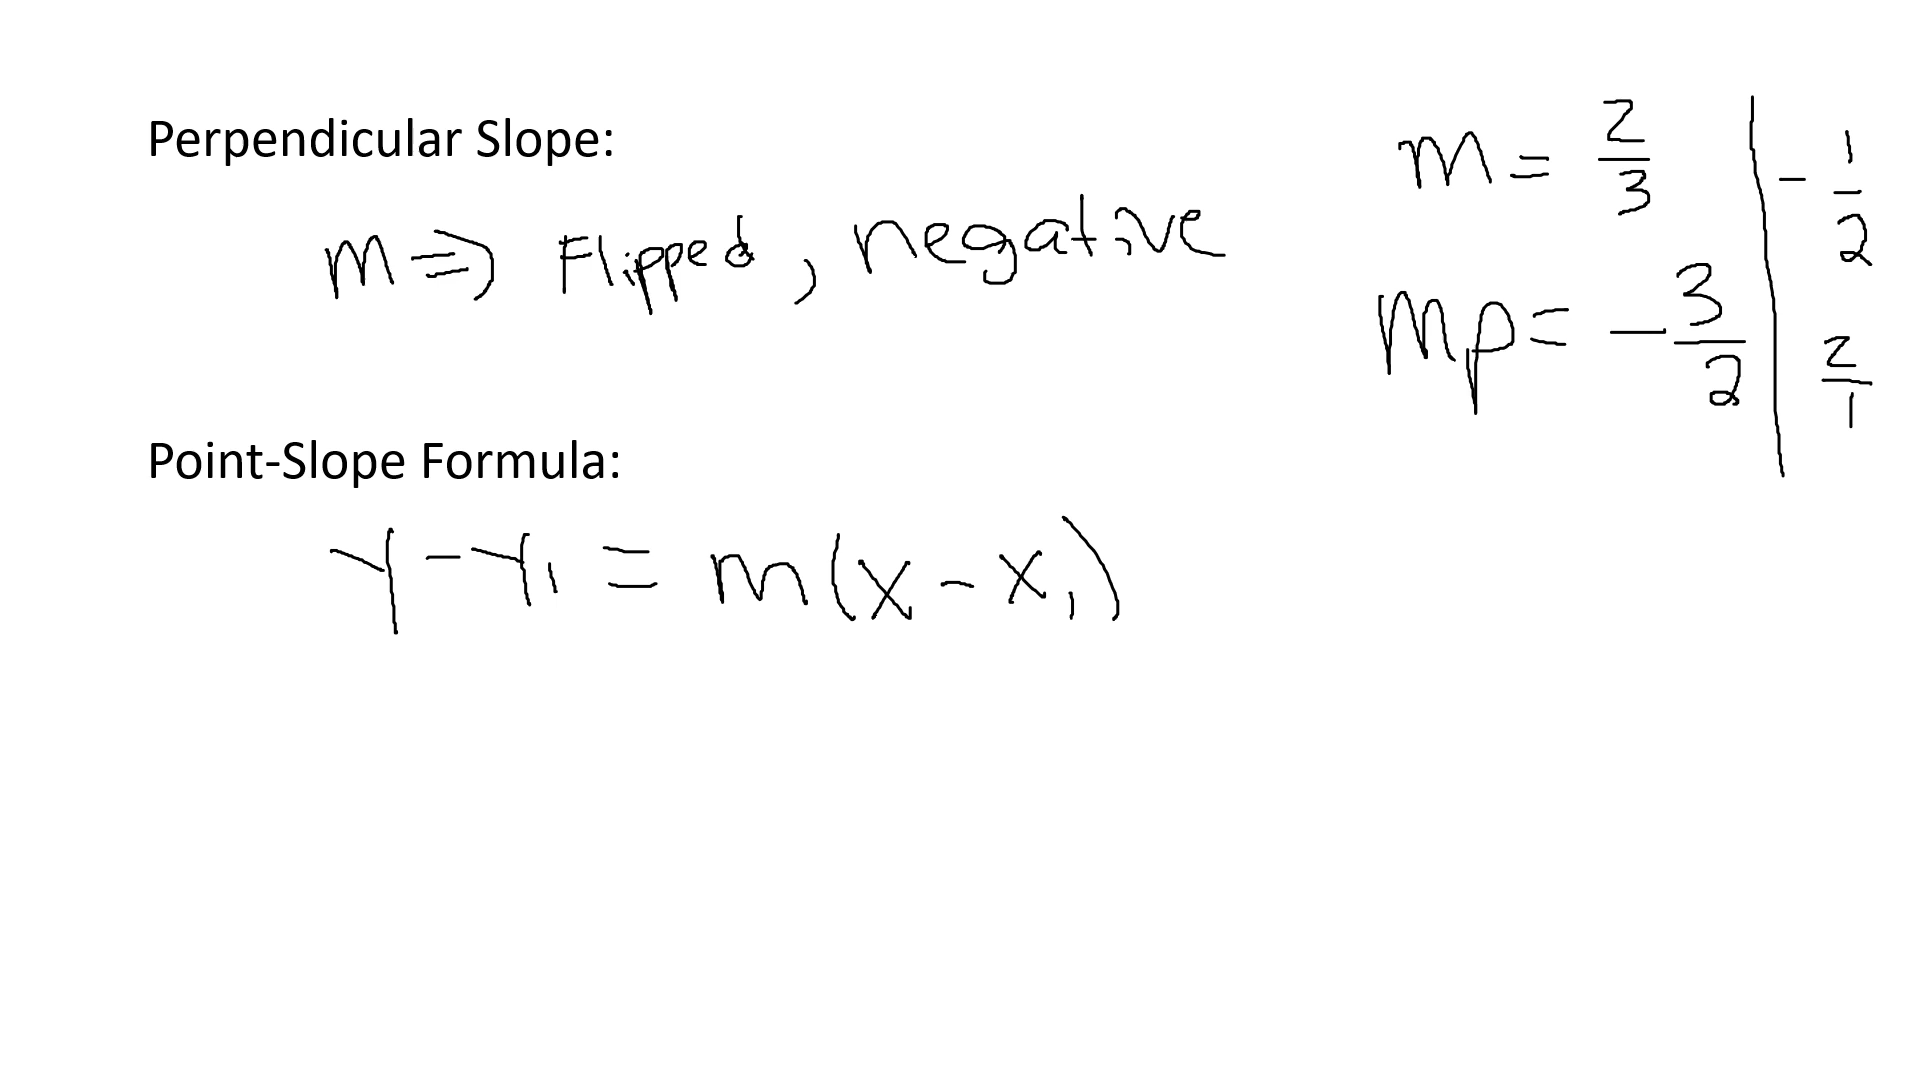 Perpendicular Slope:
m ⇒ Flipped, negative
m = 2/3
mp = - 3/2
- 1/2
2/1
Point-Slope Formula:
Y - Y₁ = m(x - x₁)